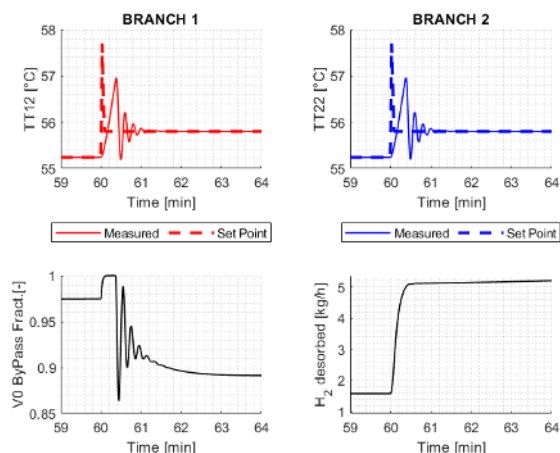 BRANCH 1
BRANCH 2
58
57
56
55
TT12 [°C]
59 60 61 62 63 64
Time [min]
58
57
56
55
TT22 [°C]
59 60 61 62 63 64
Time [min]
Measured Set Point
Measured Set Point
1
0.95
0.9
0.85
V0 ByPass Fract.[-]
59 60 61 62 63 64
Time [min]
5
4
3
2
1
H2 desorbed [kg/h]
59 60 61 62 63 64
Time [min]